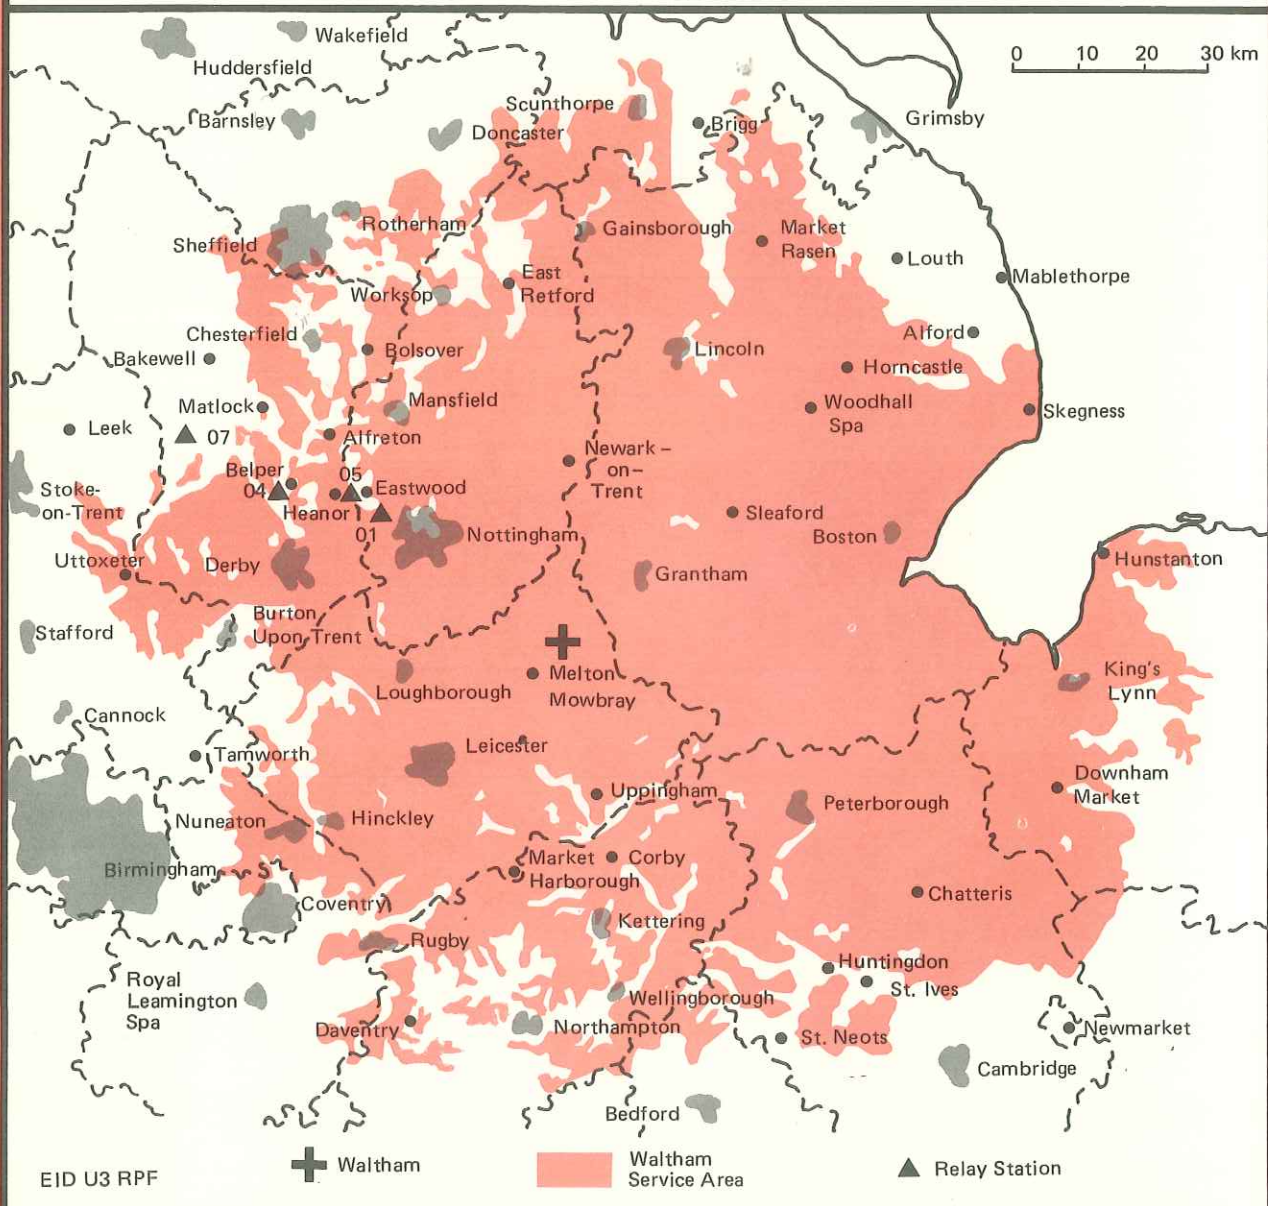 Wakefield
0 10 20 30 km
Huddersfield
Scunthorpe
Barnsley
Doncaster
Brigg
Grimsby
Rotherham
Gainsborough
Market
Rasen
Sheffield
Louth
East
Retford
Mablethorpe
Worksop
Chesterfield
Bakewell
Bolsover
Lincoln
Alford
Horncastle
Matlock
Mansfield
Woodhall
Spa
Skegness
Leek
07
Alfreton
Newark –
on–
Trent
Belper
05
Stoke-
on-Trent
04
Eastwood
Heanor
01
Nottingham
Sleaford
Boston
Uttoxeter
Derby
Grantham
Hunstanton
Burton
Upon Trent
Stafford
Loughborough
Melton
Mowbray
King's
Lynn
Cannock
Tamworth
Leicester
Uppingham
Peterborough
Downham
Market
Nuneaton
Hinckley
Birmingham
Market
Harborough
Corby
Chatteris
Coventry
Kettering
Rugby
Huntingdon
St. Ives
Royal
Leamington
Spa
Wellingborough
Daventry
Northampton
St. Neots
Newmarket
Cambridge
Bedford
EID U3 RPF
Waltham
Waltham
Service Area
Relay Station